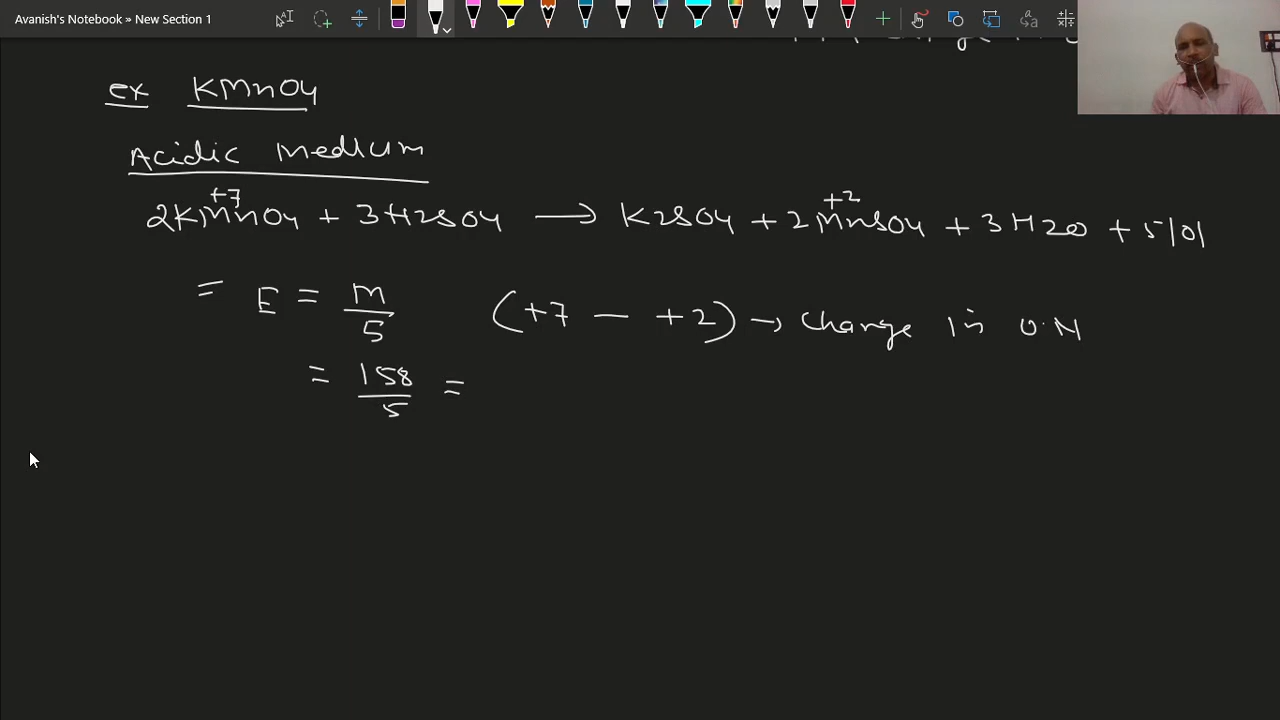 Avanish's Notebook » New Section 1
ex KMnO4
Acidic Medium
+7 +2
2KMnO4 + 3H2SO4 → K2SO4 + 2MnSO4 + 3H2O + 5|O|
= E = M/5 (+7 — +2) → Change in O.N
= 158/5 =